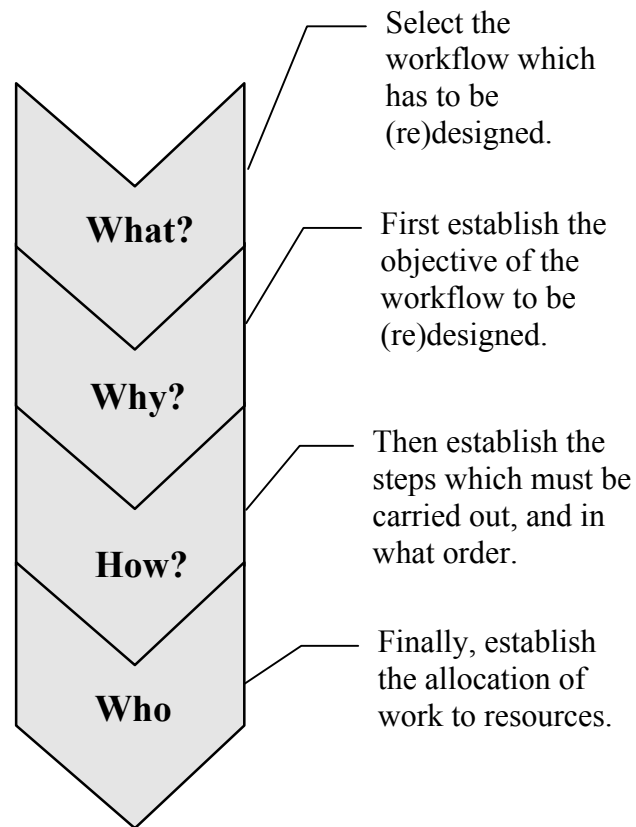 Select the
workflow which
has to be
(re)designed.
What?
First establish the
objective of the
workflow to be
(re)designed.
Why?
Then establish the
steps which must be
carried out, and in
what order.
How?
Finally, establish
the allocation of
work to resources.
Who